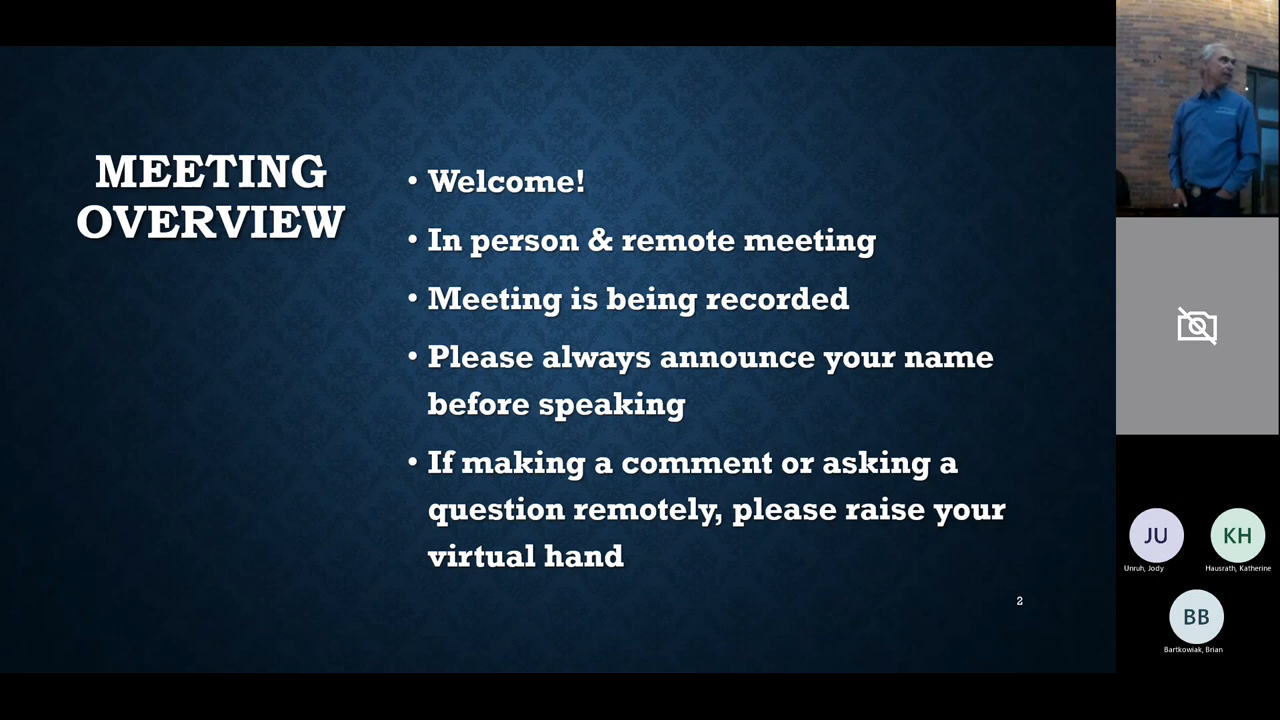 MEETING
OVERVIEW
• Welcome!
• In person & remote meeting
• Meeting is being recorded
• Please always announce your name
before speaking
• If making a comment or asking a
question remotely, please raise your
virtual hand
2
JU
KH
Unruh, Jody
Hausrath, Katherine
BB
Bartkowiak, Brian